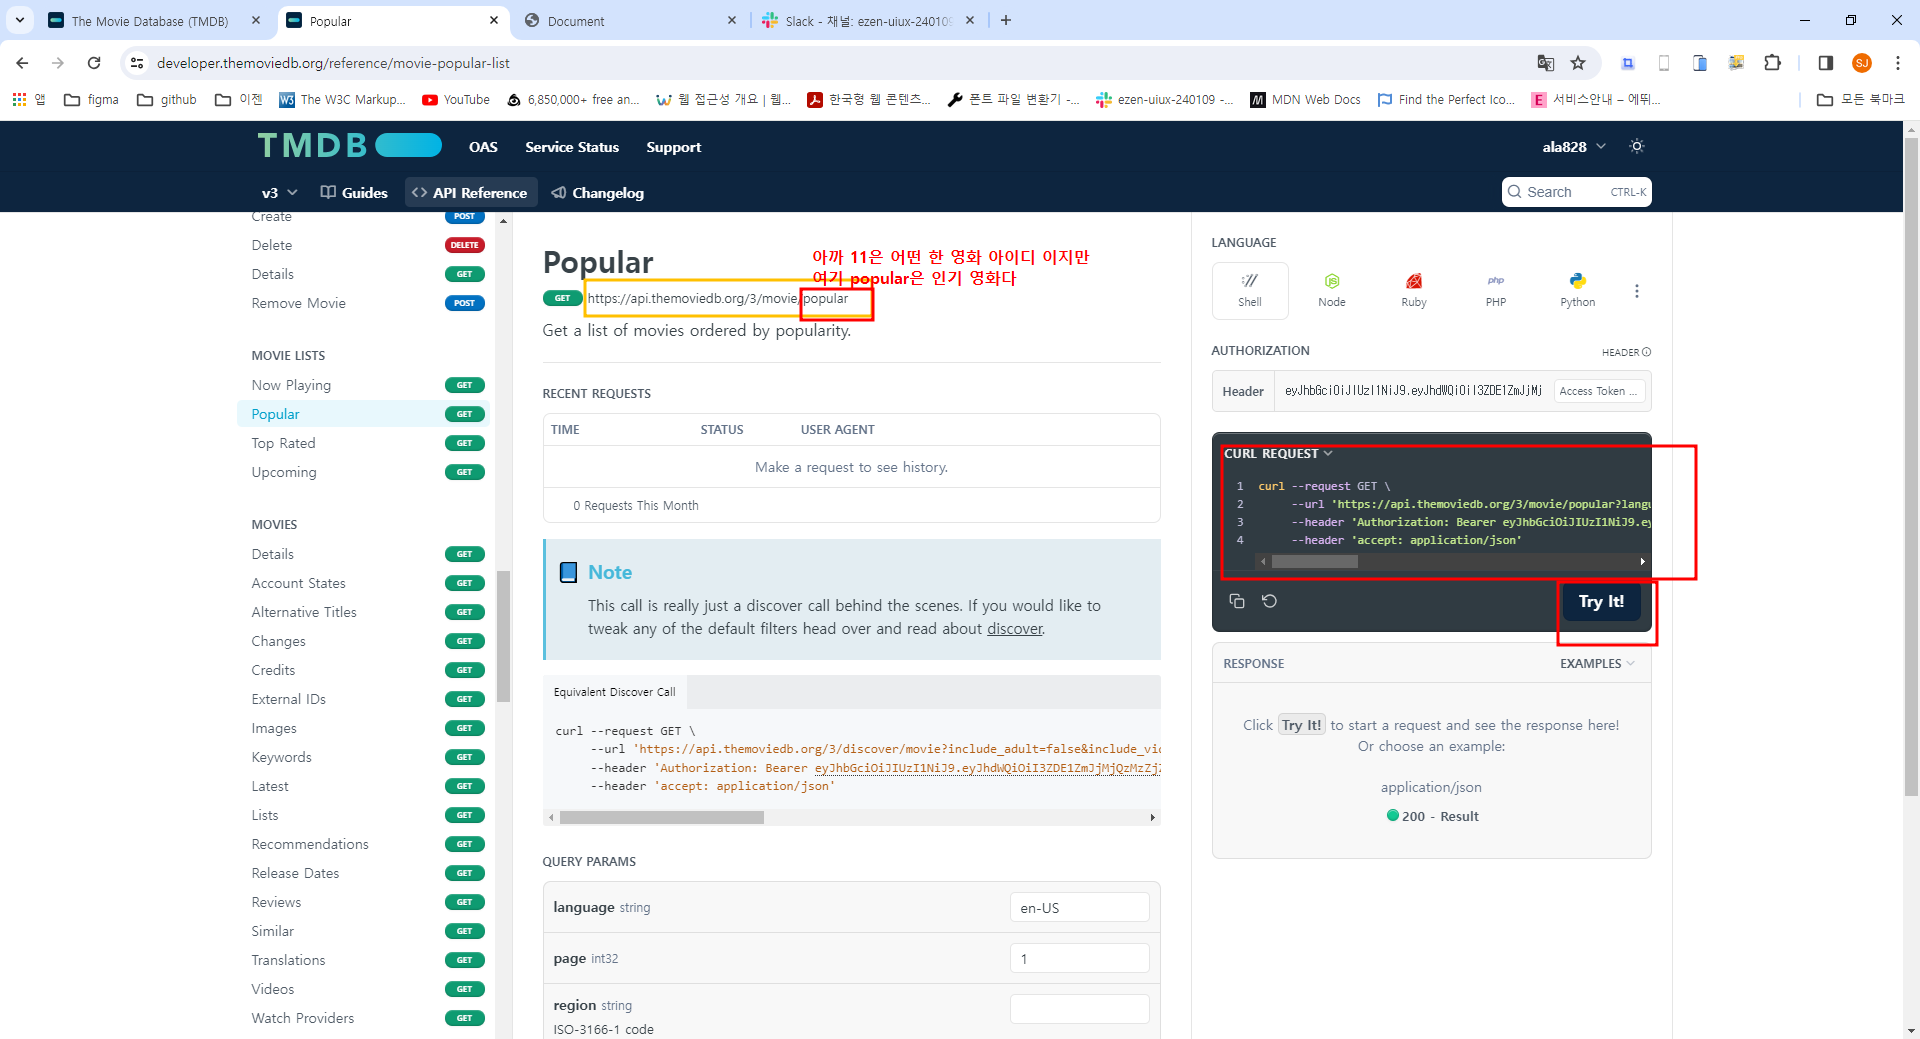 The Movie Database (TMDB)
Popular
Document
Slack - 채널: ezen-uiux-240109
developer.themoviedb.org/reference/movie-popular-list
SJ
앱
figma
github
이젠
The W3C Markup...
YouTube
6,850,000+ free an...
웹 접근성 개요 | 웹...
한국형 웹 콘텐츠...
폰트 파일 변환기 -...
ezen-uiux-240109 -...
MDN Web Docs
Find the Perfect Ico...
서비스안내 – 에뛰...
모든 북마크
TMDB
OAS
Service Status
Support
ala828
v3
Guides
API Reference
Changelog
Search
CTRL-K
Create POST
Delete DELETE
Details GET
Remove Movie POST
MOVIE LISTS
Now Playing GET
Popular GET
Top Rated GET
Upcoming GET
MOVIES
Details GET
Account States GET
Alternative Titles GET
Changes GET
Credits GET
External IDs GET
Images GET
Keywords GET
Latest GET
Lists GET
Recommendations GET
Release Dates GET
Reviews GET
Similar GET
Translations GET
Videos GET
Watch Providers GET
Popular
아까 11은 어떤 한 영화 아이디 이지만
여기 popular은 인기 영화다
GET https://api.themoviedb.org/3/movie/popular
Get a list of movies ordered by popularity.
RECENT REQUESTS
TIME STATUS USER AGENT
Make a request to see history.
0 Requests This Month
Note
This call is really just a discover call behind the scenes. If you would like to
tweak any of the default filters head over and read about discover.
Equivalent Discover Call
curl --request GET \
--url 'https://api.themoviedb.org/3/discover/movie?include_adult=false&include_vid
--header 'Authorization: Bearer eyJhbGciOiJIUzI1NiJ9.eyJhdWQiOiI3ZDE1ZmJjMjQzMzZj
--header 'accept: application/json'
QUERY PARAMS
language string en-US
page int32 1
region string
ISO-3166-1 code
LANGUAGE
Shell
Node
Ruby
PHP
Python
AUTHORIZATION
HEADER
Header eyJhbGciOiJIUzI1NiJ9.eyJhdWQiOiI3ZDE1ZmJjMj Access Token ...
CURL REQUEST
1 curl --request GET \
2 --url 'https://api.themoviedb.org/3/movie/popular?langu
3 --header 'Authorization: Bearer eyJhbGciOiJIUzI1NiJ9.ey
4 --header 'accept: application/json'
Try It!
RESPONSE
EXAMPLES
Click Try It! to start a request and see the response here!
Or choose an example:
application/json
200 - Result